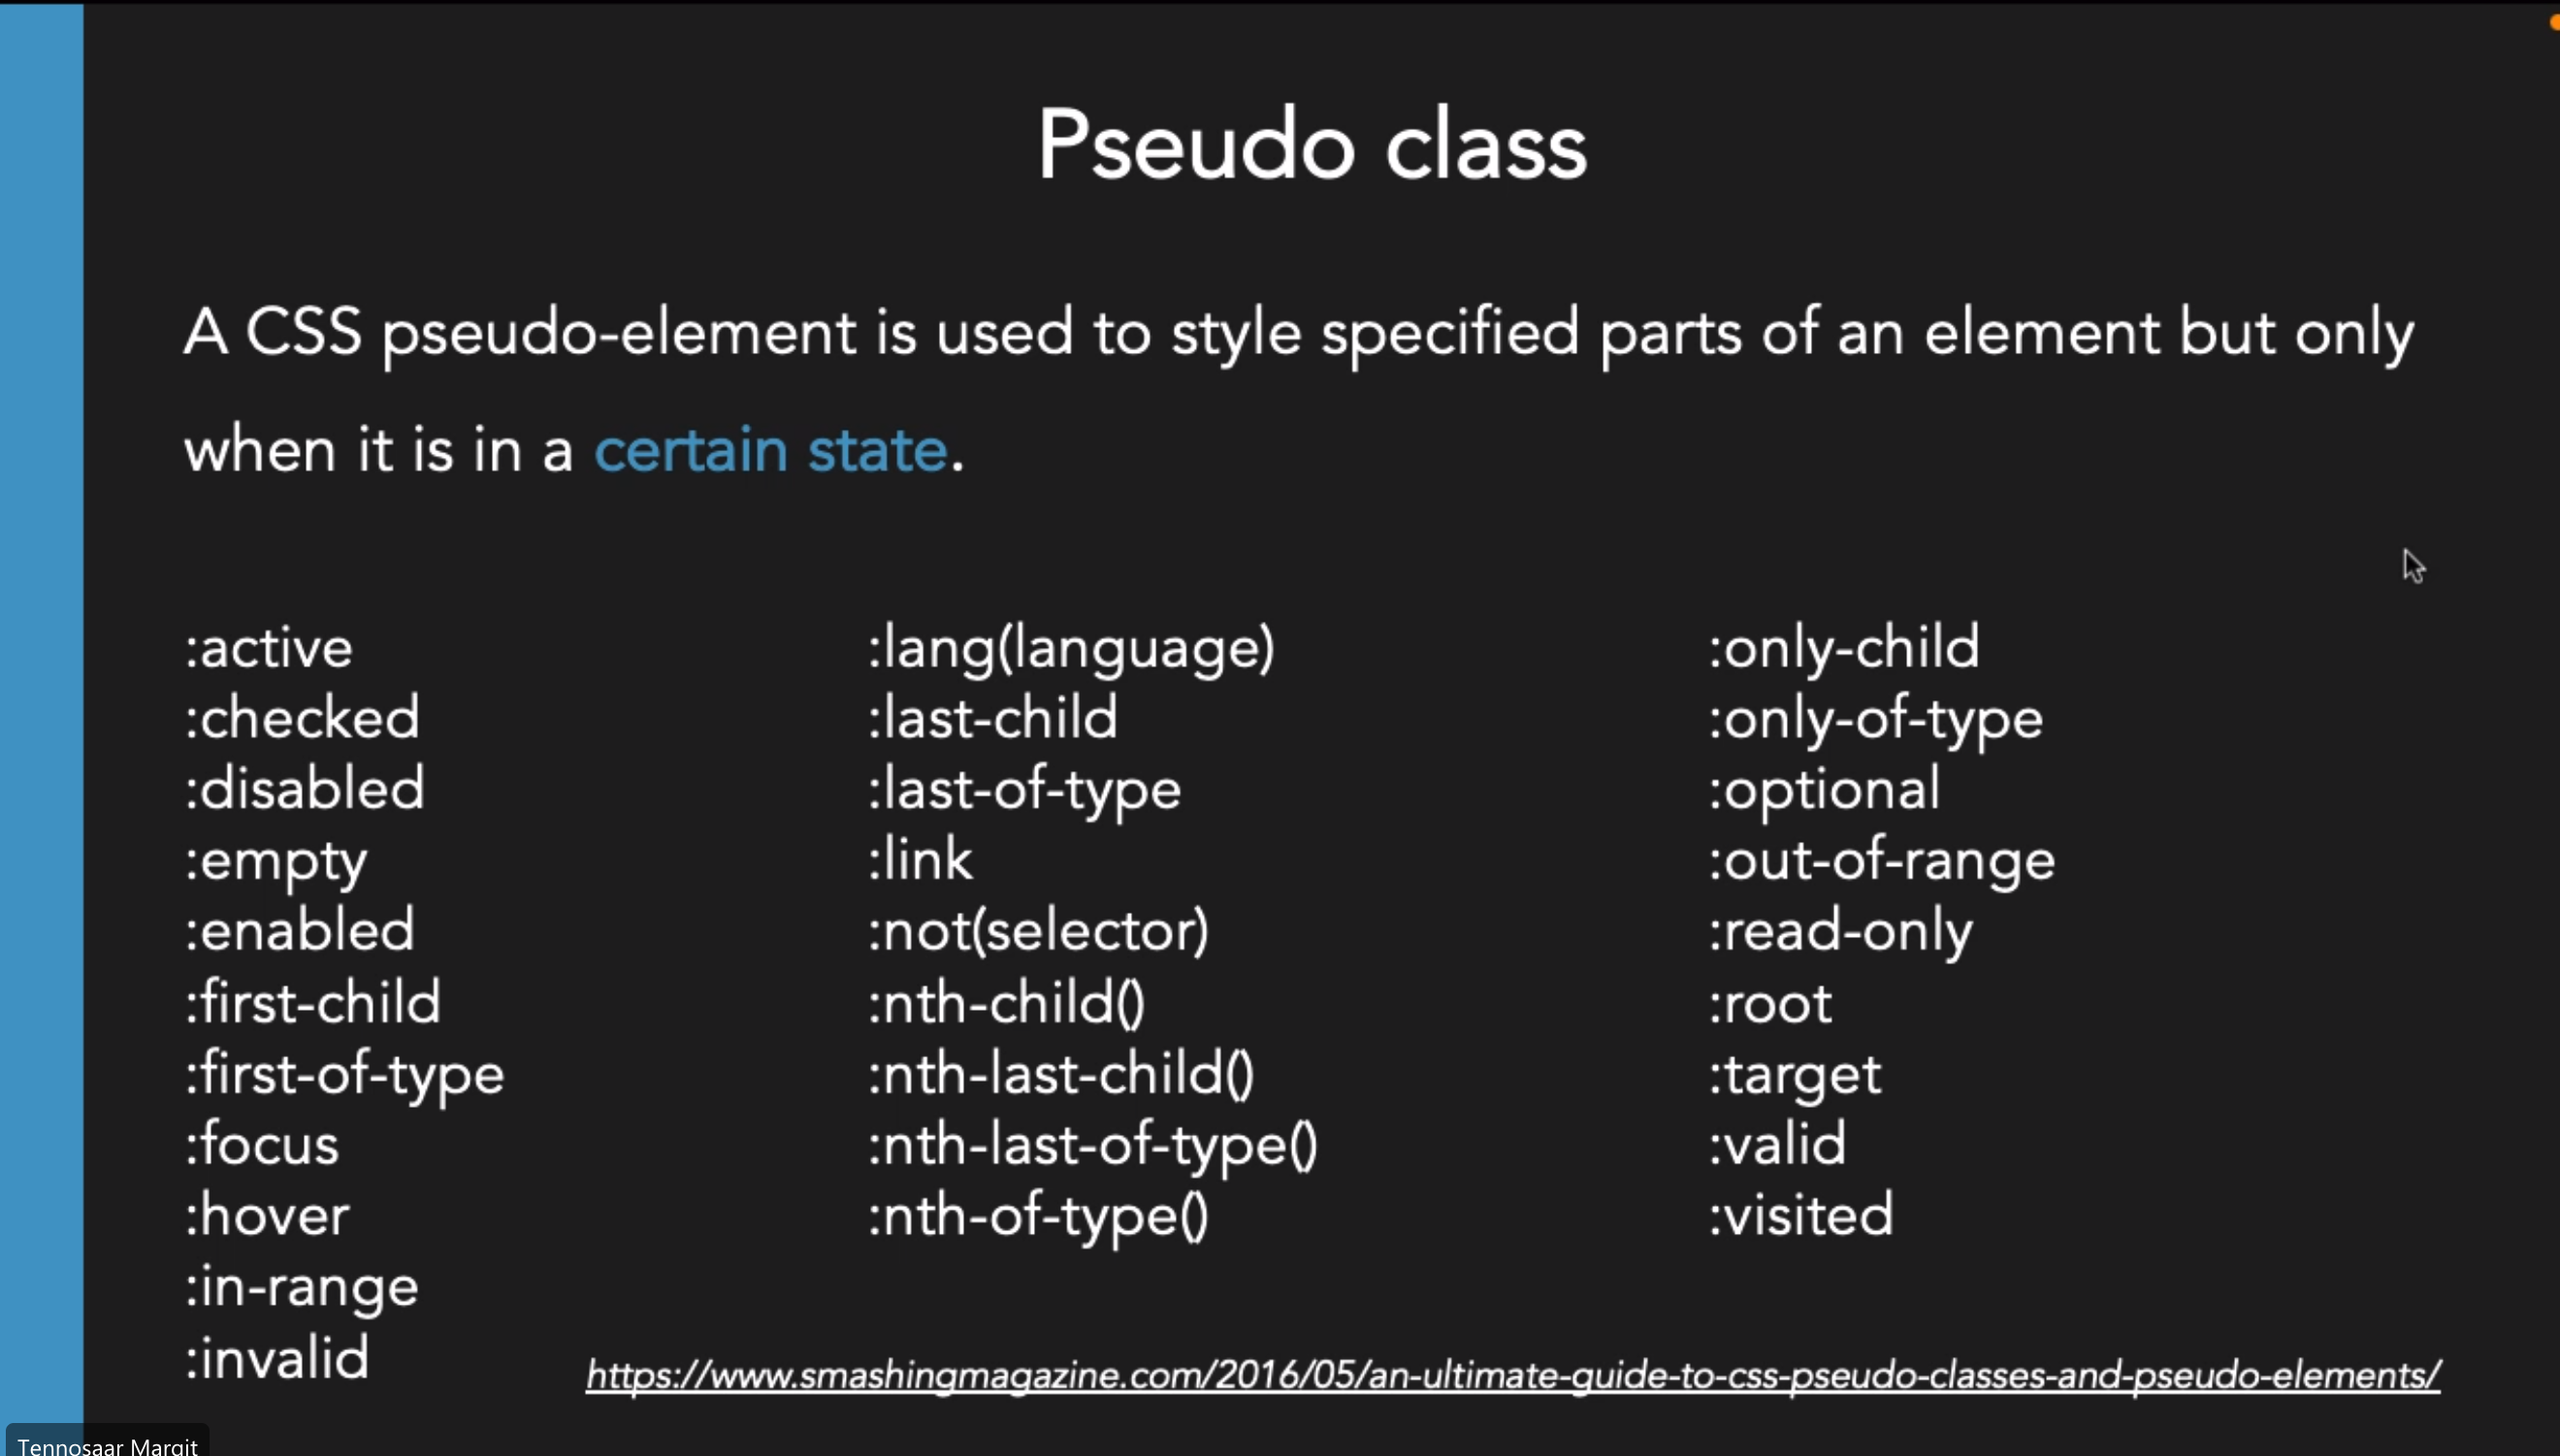 Pseudo class
A CSS pseudo-element is used to style specified parts of an element but only
when it is in a certain state.
:active
:checked
:disabled
:empty
:enabled
:first-child
:first-of-type
:focus
:hover
:in-range
:invalid
:lang(language)
:last-child
:last-of-type
:link
:not(selector)
:nth-child()
:nth-last-child()
:nth-last-of-type()
:nth-of-type()
:only-child
:only-of-type
:optional
:out-of-range
:read-only
:root
:target
:valid
:visited
https://www.smashingmagazine.com/2016/05/an-ultimate-guide-to-css-pseudo-classes-and-pseudo-elements/
Tennosaar Margit